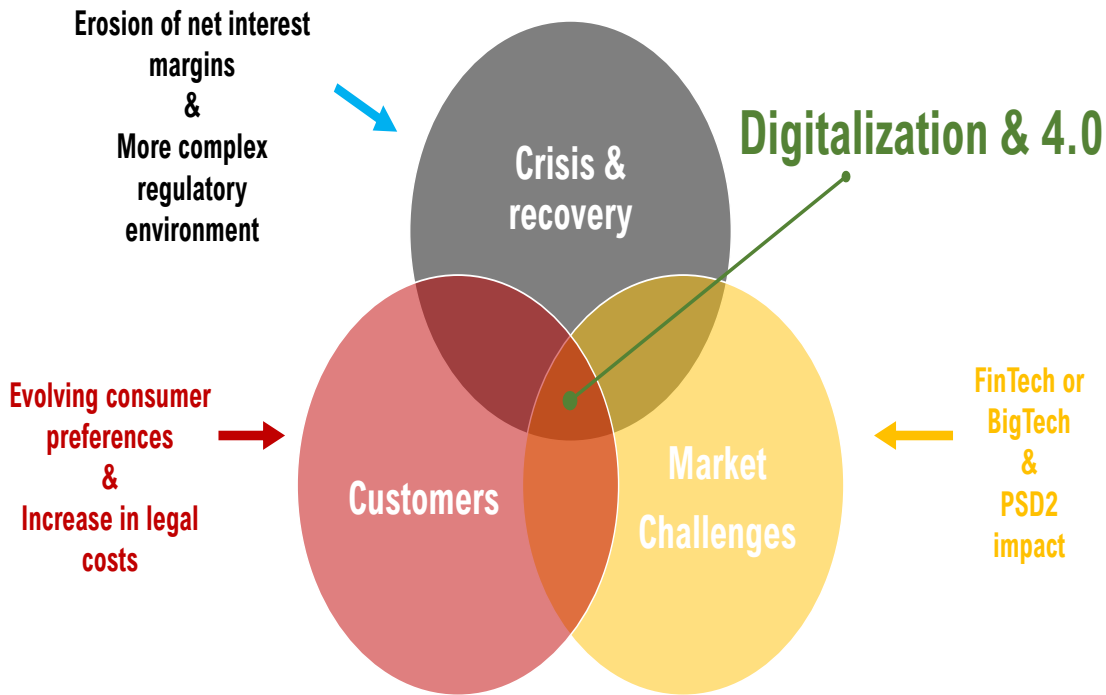 Erosion of net interest
margins
&
More complex
regulatory
environment
Digitalization & 4.0
Crisis &
recovery
Evolving consumer
preferences
&
Increase in legal
costs
Customers
Market
Challenges
FinTech or
BigTech
&
PSD2
impact